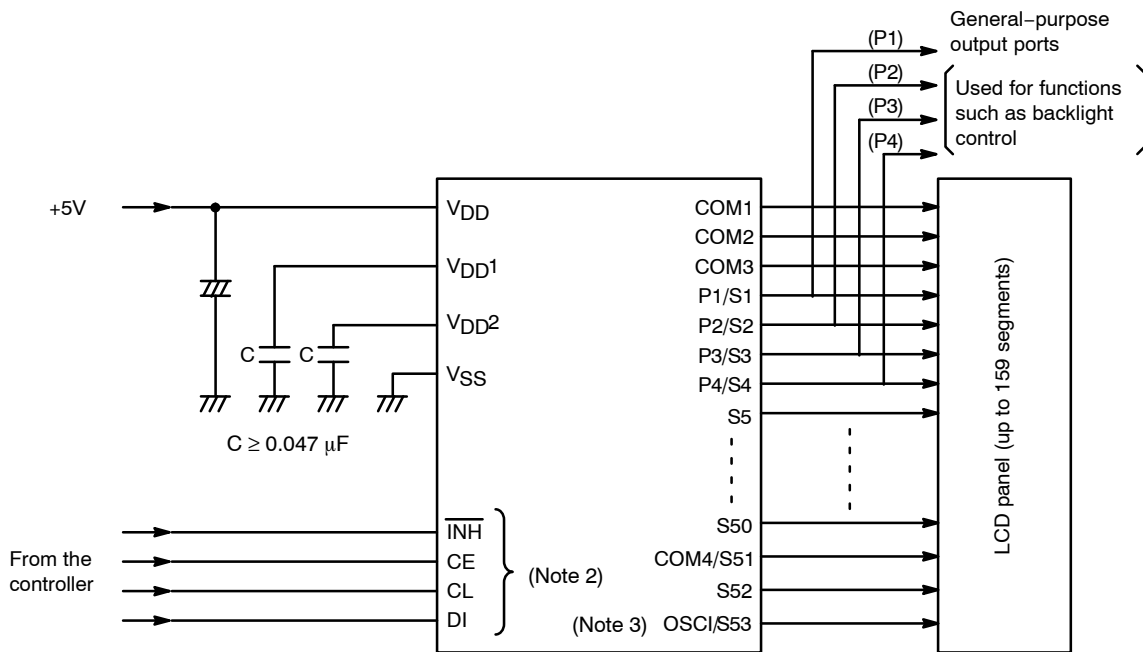 General–purpose
output ports
(P1)
(P2)
(P3)
(P4)
Used for functions
such as backlight
control
+5V
VDD
VDD1
VDD2
VSS
C
C
C ≥ 0.047 μF
From the
controller
INH
CE
CL
DI
(Note 2)
(Note 3)
COM1
COM2
COM3
P1/S1
P2/S2
P3/S3
P4/S4
S5
S50
COM4/S51
S52
OSCI/S53
LCD panel (up to 159 segments)